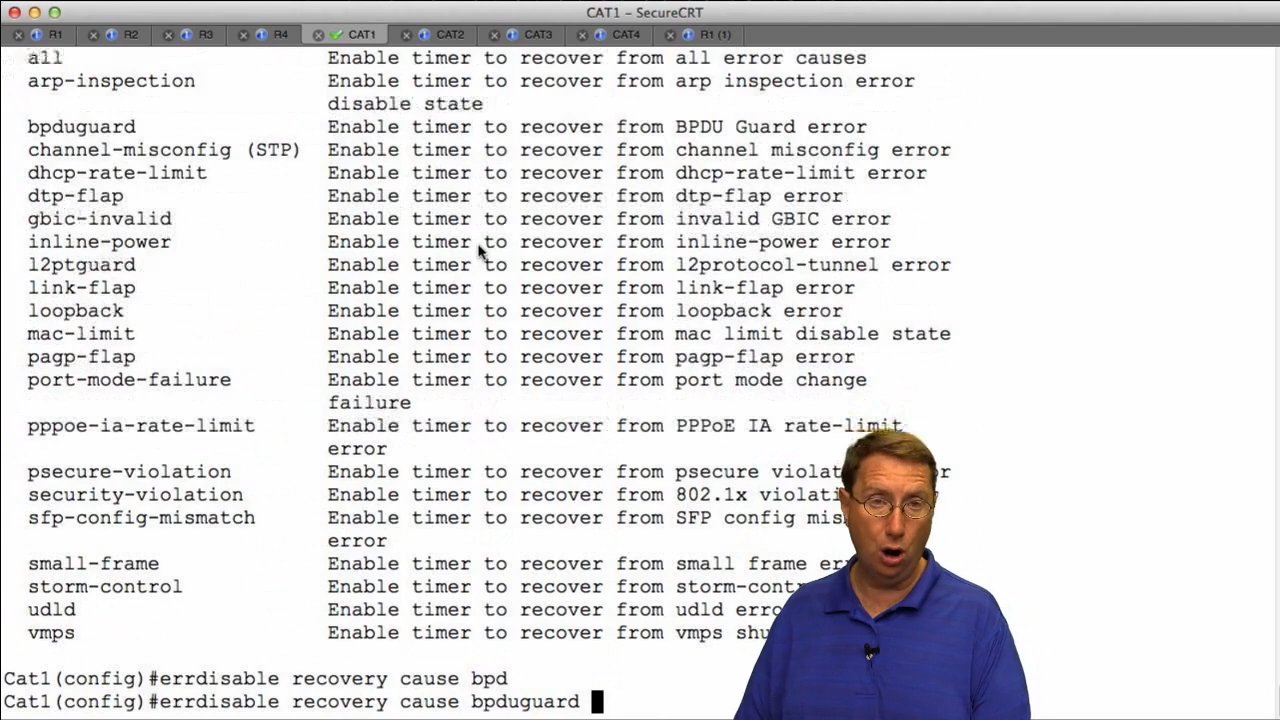 CAT1 - SecureCRT
R1 R2 R3 R4 CAT1 CAT2 CAT3 CAT4 R1 (1)
all Enable timer to recover from all error causes
arp-inspection Enable timer to recover from arp inspection error
disable state
bpduguard Enable timer to recover from BPDU Guard error
channel-misconfig (STP) Enable timer to recover from channel misconfig error
dhcp-rate-limit Enable timer to recover from dhcp-rate-limit error
dtp-flap Enable timer to recover from dtp-flap error
gbic-invalid Enable timer to recover from invalid GBIC error
inline-power Enable timer to recover from inline-power error
l2ptguard Enable timer to recover from l2protocol-tunnel error
link-flap Enable timer to recover from link-flap error
loopback Enable timer to recover from loopback error
mac-limit Enable timer to recover from mac limit disable state
pagp-flap Enable timer to recover from pagp-flap error
port-mode-failure Enable timer to recover from port mode change
failure
pppoe-ia-rate-limit Enable timer to recover from PPPoE IA rate-limit
error
psecure-violation Enable timer to recover from psecure
security-violation Enable timer to recover from 802.1x
sfp-config-mismatch Enable timer to recover from SFP config
error
small-frame Enable timer to recover from small frame
storm-control Enable timer to recover from
udld Enable timer to recover from udld
vmps Enable timer to recover from vmps
Cat1(config)#errdisable recovery cause bpd
Cat1(config)#errdisable recovery cause bpduguard